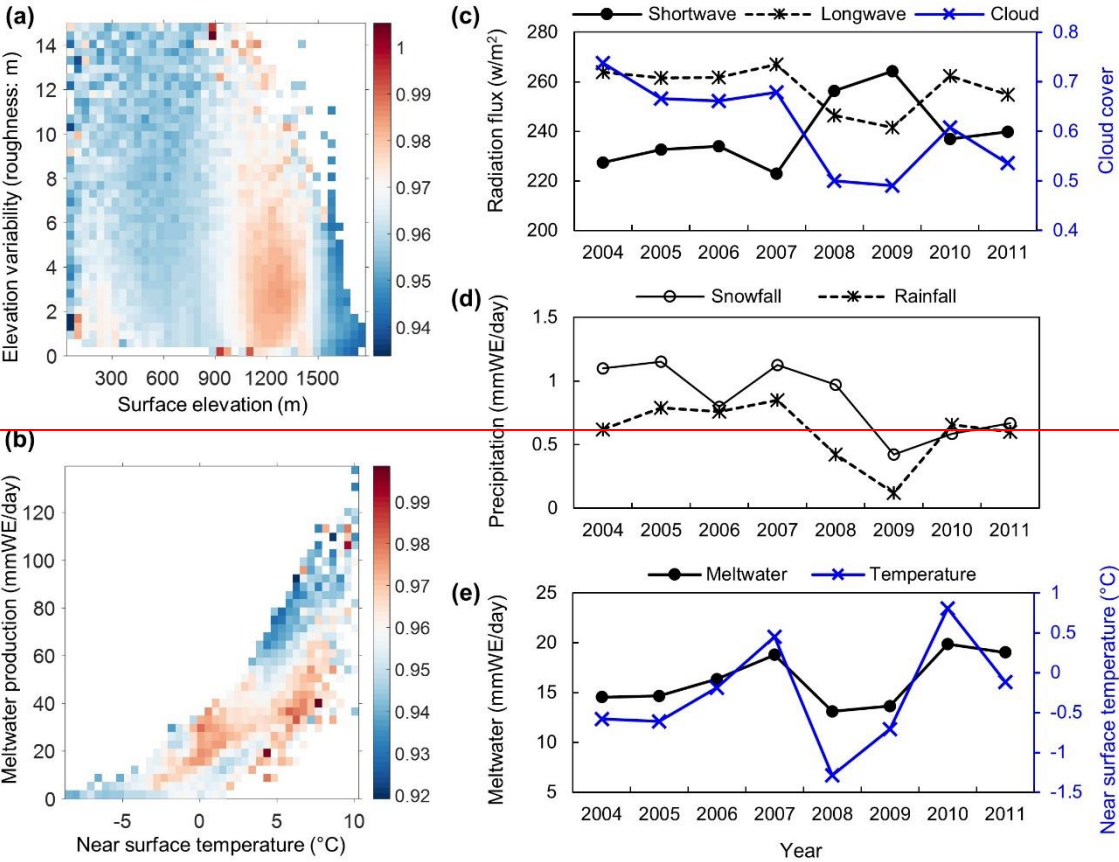 (a)
Elevation variability (roughness: m)
14
12
10
8
6
4
2
0
300 600 900 1200 1500
Surface elevation (m)
1
0.99
0.98
0.97
0.96
0.95
0.94
(b)
Meltwater production (mmWE/day)
120
100
80
60
40
20
0
-5 0 5 10
Near surface temperature (°C)
0.99
0.98
0.97
0.96
0.95
0.94
0.93
0.92
(c)
Shortwave Longwave Cloud
Radiation flux (w/m²)
280
260
240
220
200
0.8
0.7
0.6
0.5
0.4
Cloud cover
2004 2005 2006 2007 2008 2009 2010 2011
(d)
Snowfall Rainfall
Precipitation (mmWE/day)
1.5
1
0.5
0
2004 2005 2006 2007 2008 2009 2010 2011
(e)
Meltwater Temperature
Meltwater (mmWE/day)
25
20
15
10
5
1
0.5
0
-0.5
-1
-1.5
Near surface temperature (°C)
2004 2005 2006 2007 2008 2009 2010 2011
Year